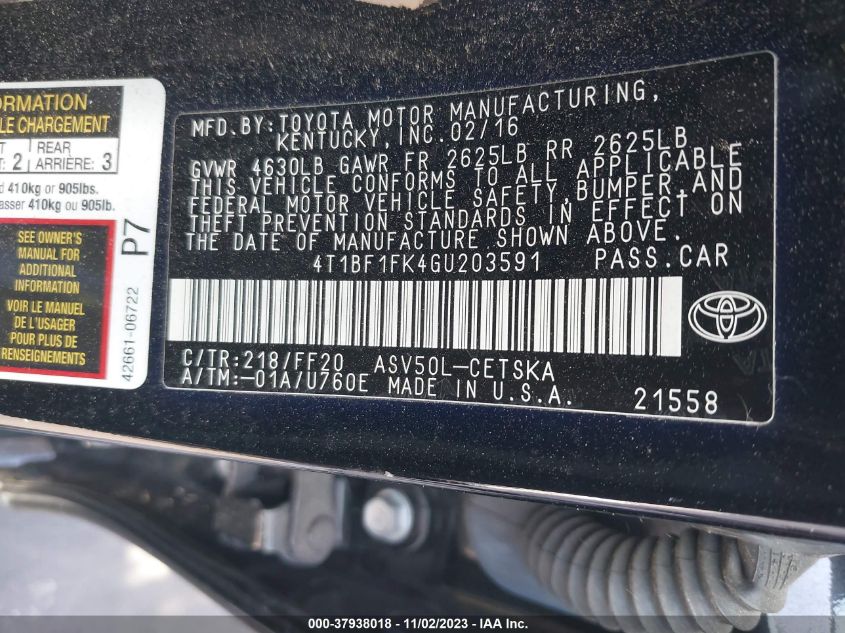 ORMATION
LE CHARGEMENT
T: 2 REAR ARRIÈRE: 3
d 410kg or 905lbs.
asser 410kg ou 905lb.
SEE OWNER'S
MANUAL FOR
ADDITIONAL
INFORMATION
VOIR LE MANUEL
DE L'USAGER
POUR PLUS DE
RENSEIGNEMENTS
P7
42661-06722
MFD.BY:TOYOTA MOTOR MANUFACTURING,
KENTUCKY,INC.02/16
GVWR 4630LB GAWR FR 2625LB RR 2625LB
THIS VEHICLE CONFORMS TO ALL APPLICABLE
FEDERAL MOTOR VEHICLE SAFETY,BUMPER,AND
THEFT PREVENTION STANDARDS IN EFFECT ON
THE DATE OF MANUFACTURE SHOWN ABOVE.
4T1BF1FK4GU203591 PASS.CAR
C/TR:218/FF20 ASV50L-CETSKA
A/TM:-01A/U760E MADE IN U.S.A. 21558
000-37938018 - 11/02/2023 - IAA Inc.